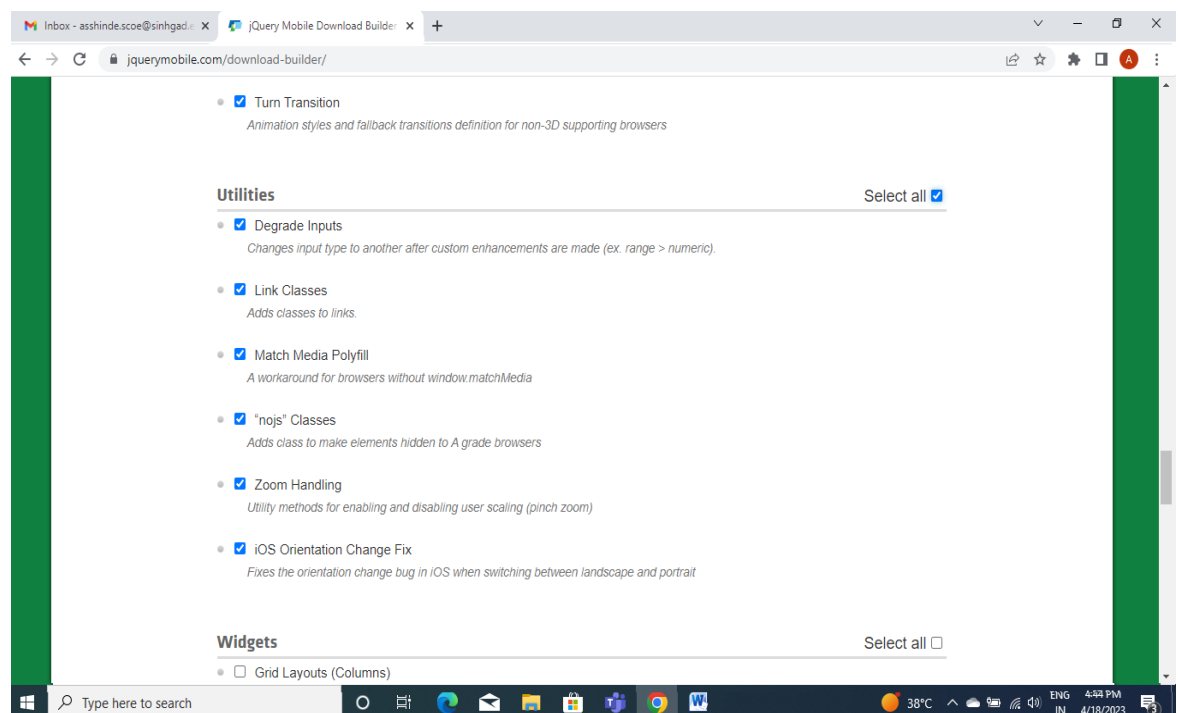 Inbox - asshinde.scoe@sinhgad.e
jQuery Mobile Download Builder
jquerymobile.com/download-builder/
A
Turn Transition
Animation styles and fallback transitions definition for non-3D supporting browsers
Utilities
Select all
Degrade Inputs
Changes input type to another after custom enhancements are made (ex. range > numeric).
Link Classes
Adds classes to links.
Match Media Polyfill
A workaround for browsers without window.matchMedia
“nojs” Classes
Adds class to make elements hidden to A grade browsers
Zoom Handling
Utility methods for enabling and disabling user scaling (pinch zoom)
iOS Orientation Change Fix
Fixes the orientation change bug in iOS when switching between landscape and portrait
Widgets
Select all
Grid Layouts (Columns)
Type here to search
38°C
ENG
IN
4:44 PM
4/18/2023
3